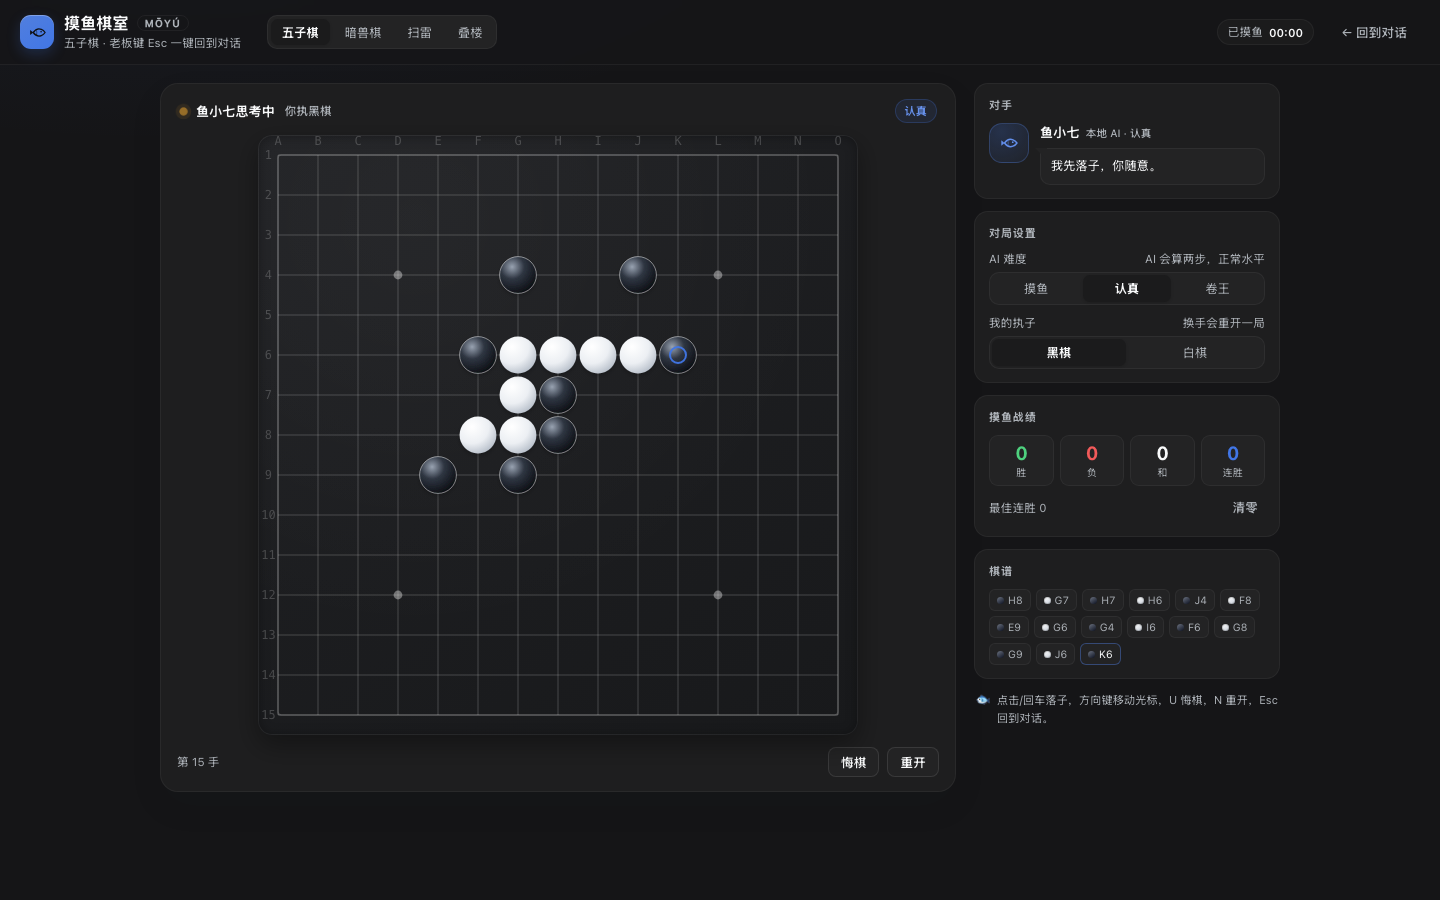 摸鱼棋室 MŌYÚ
五子棋 · 老板键 Esc 一键回到对话
五子棋 暗兽棋 扫雷 叠楼
已摸鱼 00:00
← 回到对话
鱼小七思考中 你执黑棋
认真
A B C D E F G H I J K L M N O
1
2
3
4
5
6
7
8
9
10
11
12
13
14
15
第 15 手
悔棋 重开
对手
鱼小七 本地 AI · 认真
我先落子，你随意。
对局设置
AI 难度 AI 会算两步，正常水平
摸鱼 认真 卷王
我的执子 换手会重开一局
黑棋 白棋
摸鱼战绩
0 0 0 0
胜 负 和 连胜
最佳连胜 0 清零
棋谱
H8 G7 H7 H6 J4 F8
E9 G6 G4 I6 F6 G8
G9 J6 K6
点击/回车落子，方向键移动光标，U 悔棋，N 重开，Esc
回到对话。